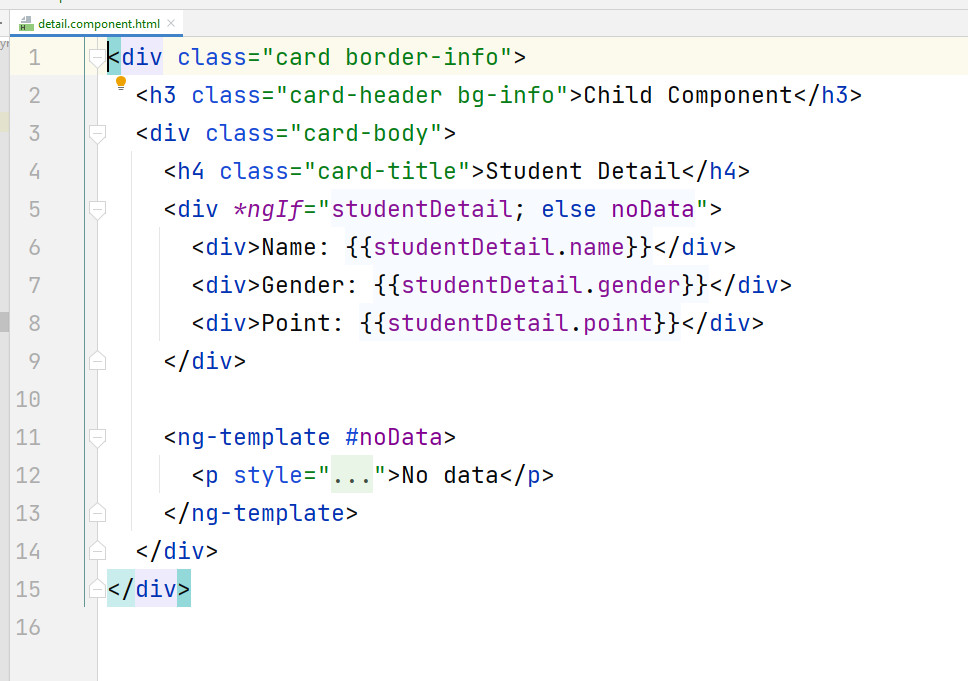 detail.component.html
1 <div class="card border-info">
2 <h3 class="card-header bg-info">Child Component</h3>
3 <div class="card-body">
4 <h4 class="card-title">Student Detail</h4>
5 <div *ngIf="studentDetail; else noData">
6 <div>Name: {{studentDetail.name}}</div>
7 <div>Gender: {{studentDetail.gender}}</div>
8 <div>Point: {{studentDetail.point}}</div>
9 </div>
10
11 <ng-template #noData>
12 <p style="...">No data</p>
13 </ng-template>
14 </div>
15 </div>
16